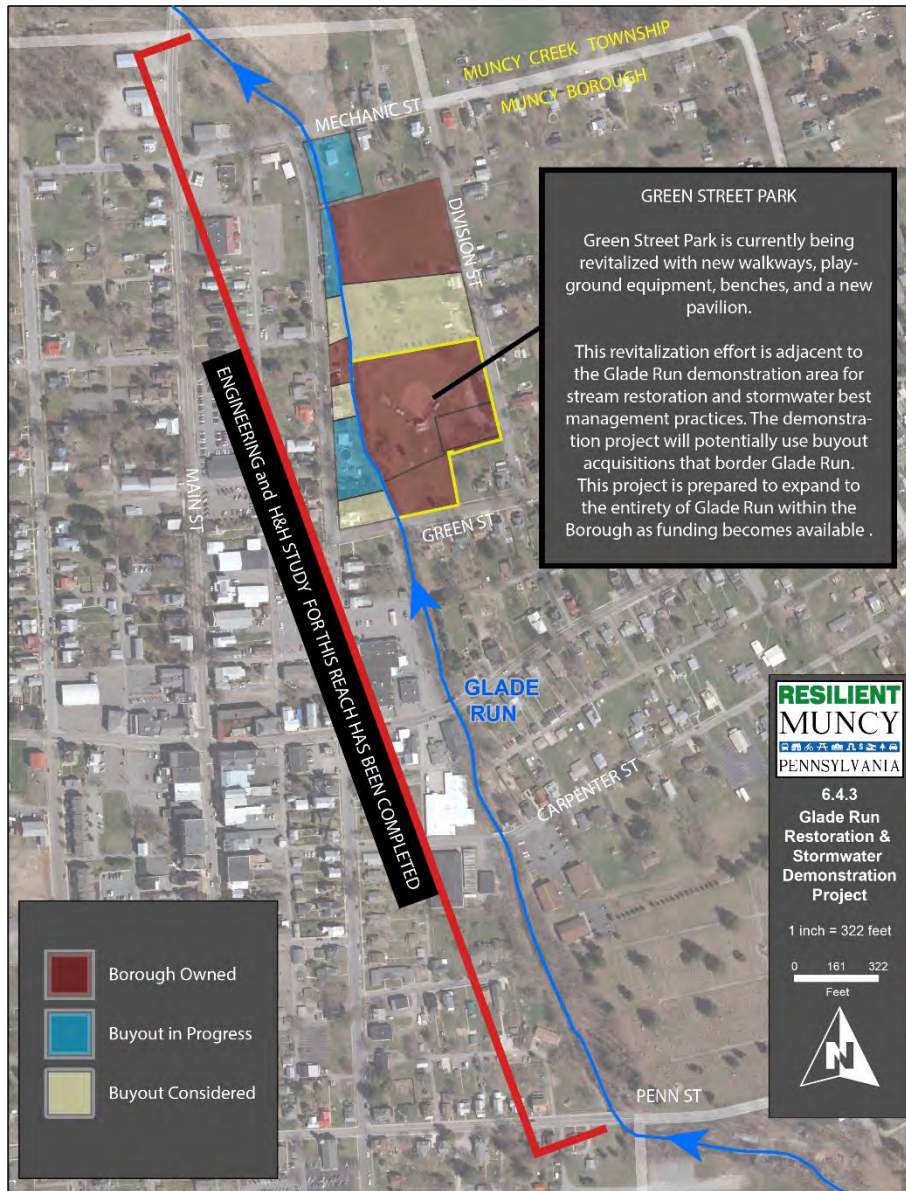 MUNCY CREEK TOWNSHIP
MUNCY BOROUGH
MECHANIC ST
DIVISION ST
GREEN STREET PARK
Green Street Park is currently being
revitalized with new walkways, play-
ground equipment, benches, and a new
pavilion.
This revitalization effort is adjacent to
the Glade Run demonstration area for
stream restoration and stormwater best
management practices. The demonstra-
tion project will potentially use buyout
acquisitions that border Glade Run.
This project is prepared to expand to
the entirety of Glade Run within the
Borough as funding becomes available .
ENGINEERING and H&H STUDY FOR THIS REACH HAS BEEN COMPLETED
MAIN ST
GREEN ST
GLADE
RUN
CARPENTER ST
PENN ST
RESILIENT
MUNCY
PENNSYLVANIA
6.4.3
Glade Run
Restoration &
Stormwater
Demonstration
Project
1 inch = 322 feet
0 161 322
Feet
N
Borough Owned
Buyout in Progress
Buyout Considered